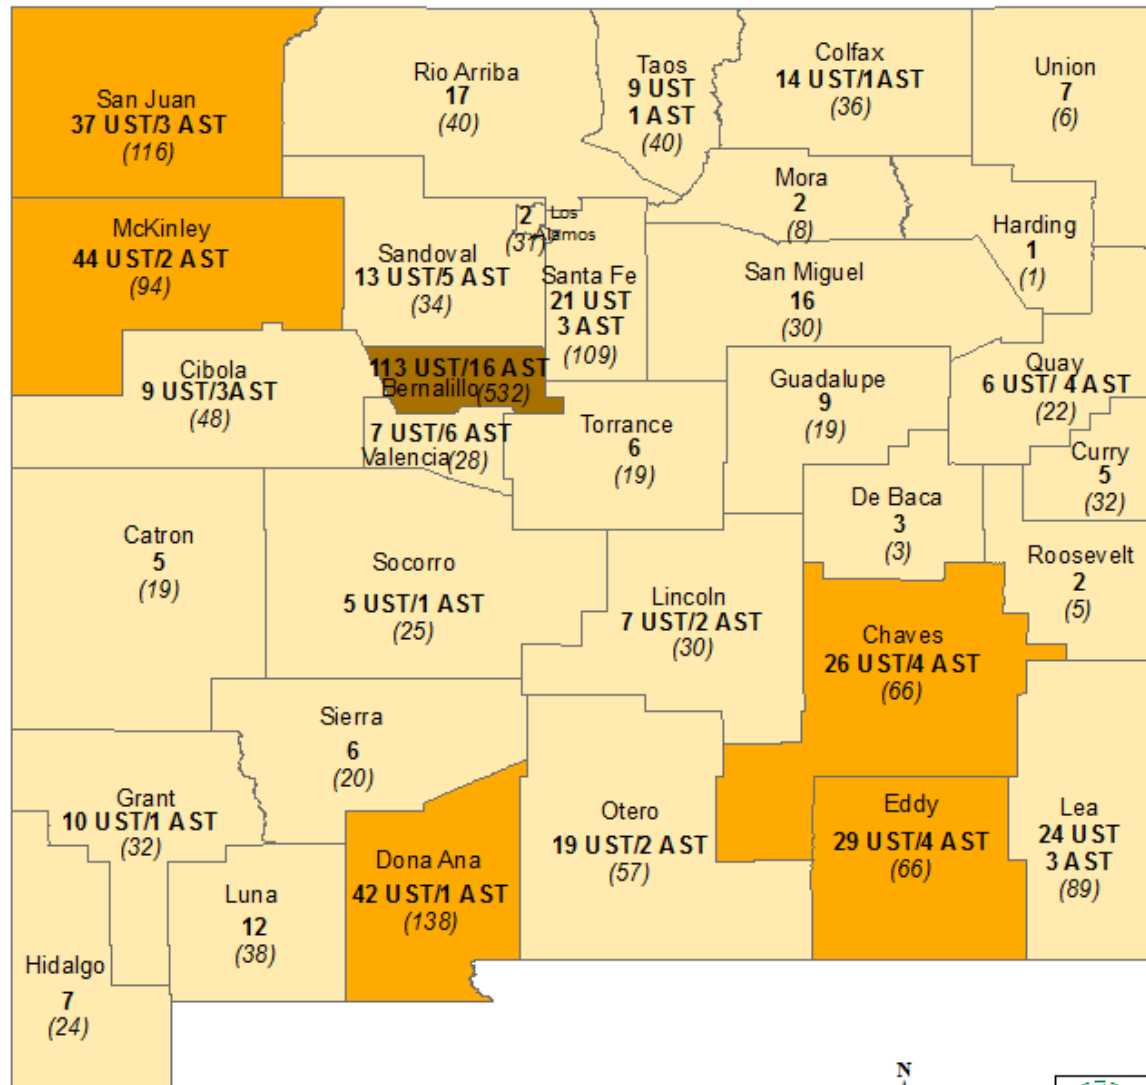 San Juan
37 UST/3 AST
(116)
Rio Arriba
17
(40)
Taos
9 UST
1 AST
(40)
Colfax
14 UST/1AST
(36)
Union
7
(6)
McKinley
44 UST/2 AST
(94)
Sandoval
13 UST/5 AST
(34)
2 Los
(31) Alamos
Santa Fe
21 UST
3 AST
(109)
Mora
2
(8)
San Miguel
16
(30)
Harding
1
(1)
Cibola
9 UST/3AST
(48)
113 UST/16 AST
Bernalillo (532)
7 UST/6 AST
Valencia (28)
Torrance
6
(19)
Guadalupe
9
(19)
Quay
6 UST/ 4 AST
(22)
Curry
5
(32)
Catron
5
(19)
Socorro
5 UST/1 AST
(25)
Lincoln
7 UST/2 AST
(30)
De Baca
3
(3)
Roosevelt
2
(5)
Chaves
26 UST/4 AST
(66)
Sierra
6
(20)
Grant
10 UST/1 AST
(32)
Luna
12
(38)
Dona Ana
42 UST/1 AST
(138)
Otero
19 UST/2 AST
(57)
Eddy
29 UST/4 AST
(66)
Lea
24 UST
3 AST
(89)
Hidalgo
7
(24)
N